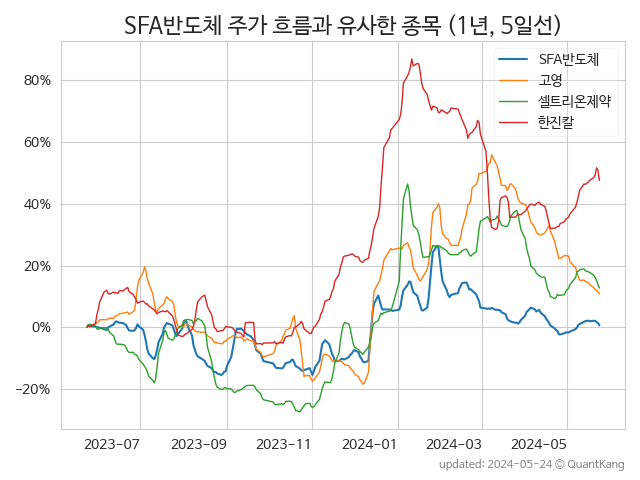 SFA반도체 주가 흐름과 유사한 종목 (1년, 5일선)
SFA반도체
고영
셀트리온제약
한진칼
80%
60%
40%
20%
0%
−20%
2023−07
2023−09
2023−11
2024−01
2024−03
2024−05
updated: 2024-05-24 © QuantKang